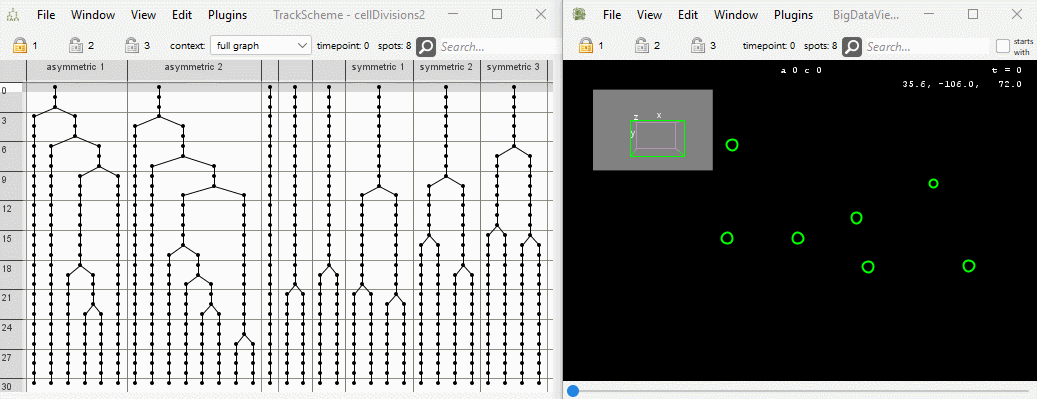 File Window Edit Plugins TrackScheme - cellDivisions2
1 2 3 context: full graph timepoint: 0 spots: 8 Search...
asymmetric 1 asymmetric 2 symmetric 1 symmetric 2 symmetric 3
0
3
6
9
12
15
18
21
24
27
30
File View Edit Window Plugins BigDataVie...
1 2 3 timepoint: 0 spots: 8 Search... starts
with
a 0 c 0 t = 0
35.6, -106.0, 72.0
z x
y